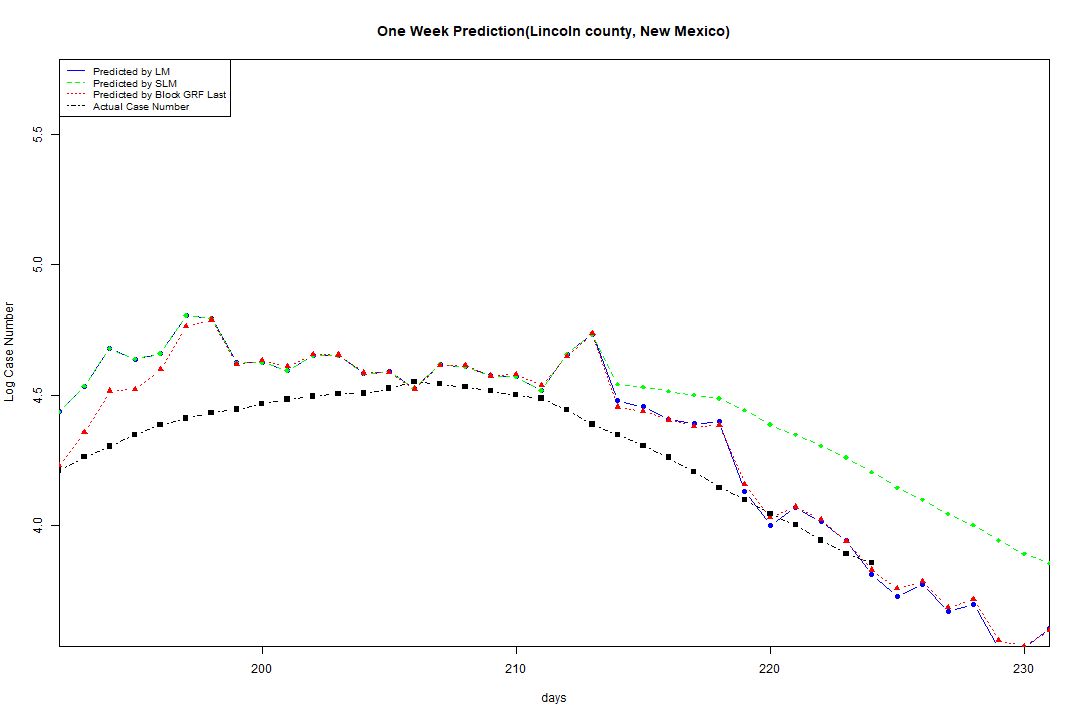 One Week Prediction(Lincoln county, New Mexico)
Predicted by LM
Predicted by SLM
Predicted by Block GRF Last
Actual Case Number
5.5
5.0
4.5
4.0
Log Case Number
200
210
220
230
days